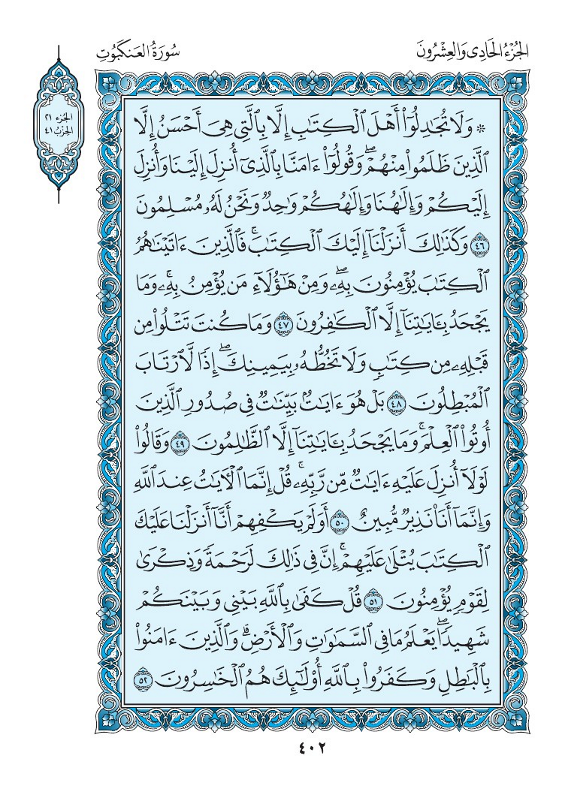 الجُزْءُ الحَادِى وَالعِشْرُونَ
سُورَةُ العَنكَبُوتِ
الجزء ٢١
الحزب ٤١
۞ وَلَا تُجَٰدِلُوٓاْ أَهْلَ ٱلْكِتَٰبِ إِلَّا بِٱلَّتِى هِىَ أَحْسَنُ إِلَّا
ٱلَّذِينَ ظَلَمُواْ مِنْهُمْۖ وَقُولُوٓاْ ءَامَنَّا بِٱلَّذِىٓ أُنزِلَ إِلَيْنَا وَأُنزِلَ
إِلَيْكُمْ وَإِلَٰهُنَا وَإِلَٰهُكُمْ وَٰحِدٌ وَنَحْنُ لَهُۥ مُسْلِمُونَ
٤٦ وَكَذَٰلِكَ أَنزَلْنَآ إِلَيْكَ ٱلْكِتَٰبَۚ فَٱلَّذِينَ ءَاتَيْنَٰهُمُ
ٱلْكِتَٰبَ يُؤْمِنُونَ بِهِۦۖ وَمِنْ هَٰٓؤُلَآءِ مَن يُؤْمِنُ بِهِۦۚ وَمَا
يَجْحَدُ بِـَٔايَٰتِنَآ إِلَّا ٱلْكَٰفِرُونَ ٤٧ وَمَا كُنتَ تَتْلُواْ مِن
قَبْلِهِۦ مِن كِتَٰبٍ وَلَا تَخُطُّهُۥ بِيَمِينِكَۖ إِذًا لَّٱرْتَابَ
ٱلْمُبْطِلُونَ ٤٨ بَلْ هُوَ ءَايَٰتٌۢ بَيِّنَٰتٌ فِى صُدُورِ ٱلَّذِينَ
أُوتُواْ ٱلْعِلْمَۚ وَمَا يَجْحَدُ بِـَٔايَٰتِنَآ إِلَّا ٱلظَّٰلِمُونَ ٤٩ وَقَالُواْ
لَوْلَآ أُنزِلَ عَلَيْهِ ءَايَٰتٌ مِّن رَّبِّهِۦۚ قُلْ إِنَّمَا ٱلْءَايَٰتُ عِندَ ٱللَّهِ
وَإِنَّمَآ أَنَا۠ نَذِيرٌ مُّبِينٌ ٥٠ أَوَلَمْ يَكْفِهِمْ أَنَّآ أَنزَلْنَا عَلَيْكَ
ٱلْكِتَٰبَ يُتْلَىٰ عَلَيْهِمْۚ إِنَّ فِى ذَٰلِكَ لَرَحْمَةً وَذِكْرَىٰ
لِقَوْمٍ يُؤْمِنُونَ ٥١ قُلْ كَفَىٰ بِٱللَّهِ بَيْنِى وَبَيْنَكُمْ
شَهِيدًاۖ يَعْلَمُ مَا فِى ٱلسَّمَٰوَٰتِ وَٱلْأَرْضِۗ وَٱلَّذِينَ ءَامَنُواْ
بِٱلْبَٰطِلِ وَكَفَرُواْ بِٱللَّهِ أُوْلَٰٓئِكَ هُمُ ٱلْخَٰسِرُونَ ٥٢
٤٠٢